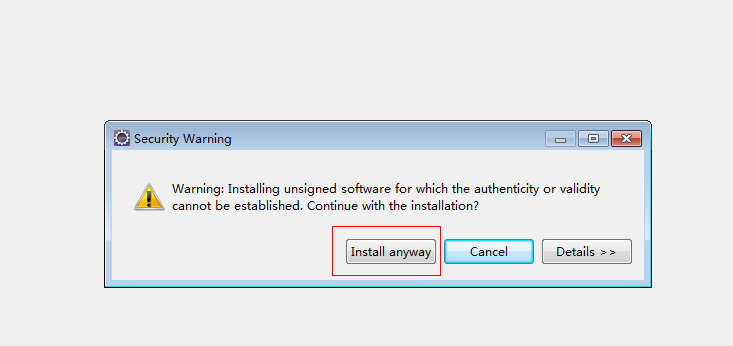 Security Warning
Warning: Installing unsigned software for which the authenticity or validity
cannot be established. Continue with the installation?
Install anyway
Cancel
Details >>